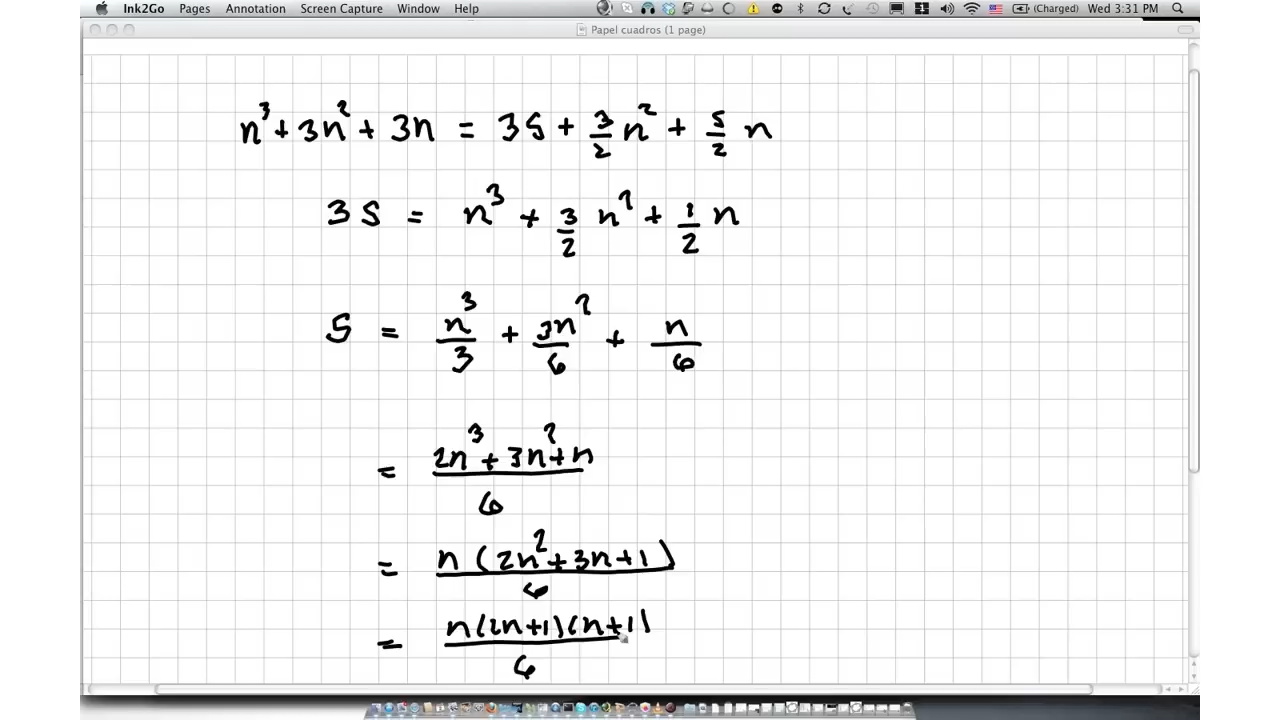 Ink2Go Pages Annotation Screen Capture Window Help (Charged) Wed 3:31 PM
Papel cuadros (1 page)
n³ + 3n² + 3n = 3S + 3/2 n² + 5/2 n
3S = n³ + 3/2 n² + 1/2 n
S = n³/3 + 3n²/6 + n/6
= (2n³ + 3n² + n)/6
= n(2n² + 3n + 1)/6
= n(2n+1)(n+1)/6